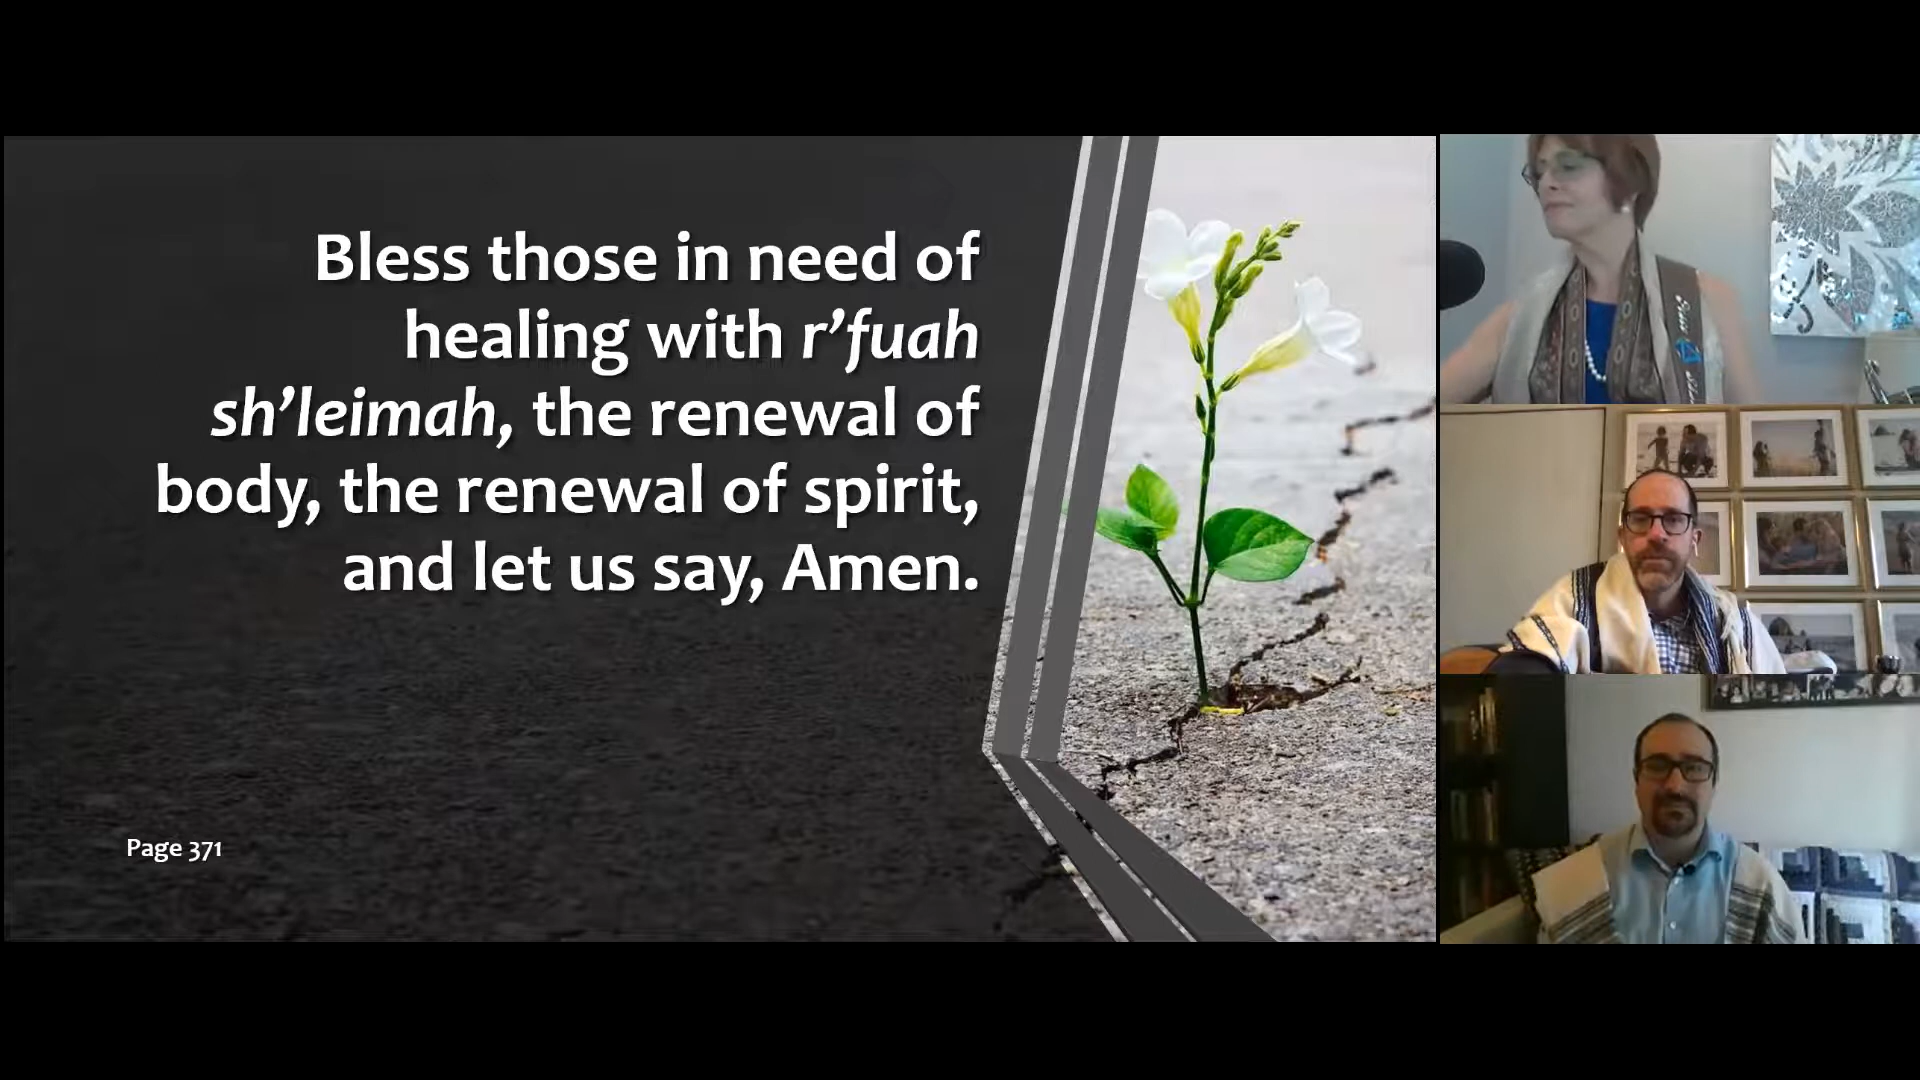 Bless those in need of
healing with r’fuah
sh’leimah, the renewal of
body, the renewal of spirit,
and let us say, Amen.
Page 371